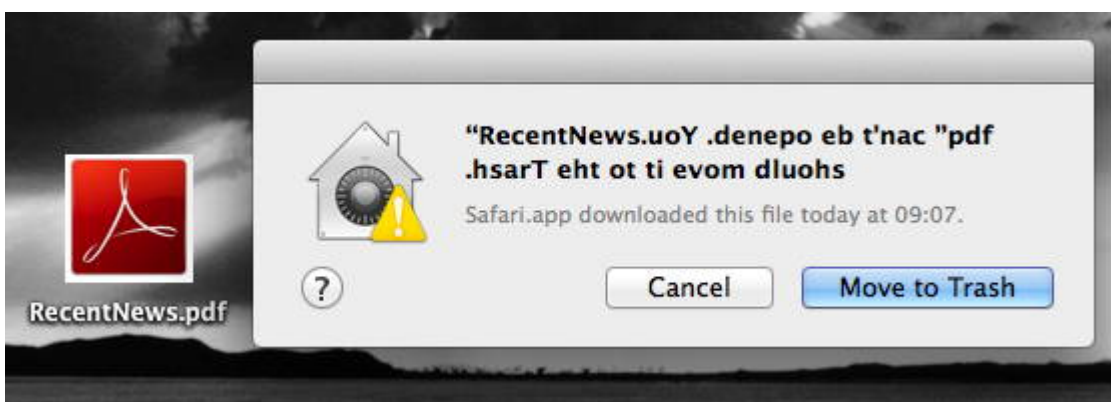 “RecentNews.uoY .denepo eb t'nac ”pdf
.hsarT eht ot ti evom dluohs
Safari.app downloaded this file today at 09:07.
?
Cancel
Move to Trash
RecentNews.pdf